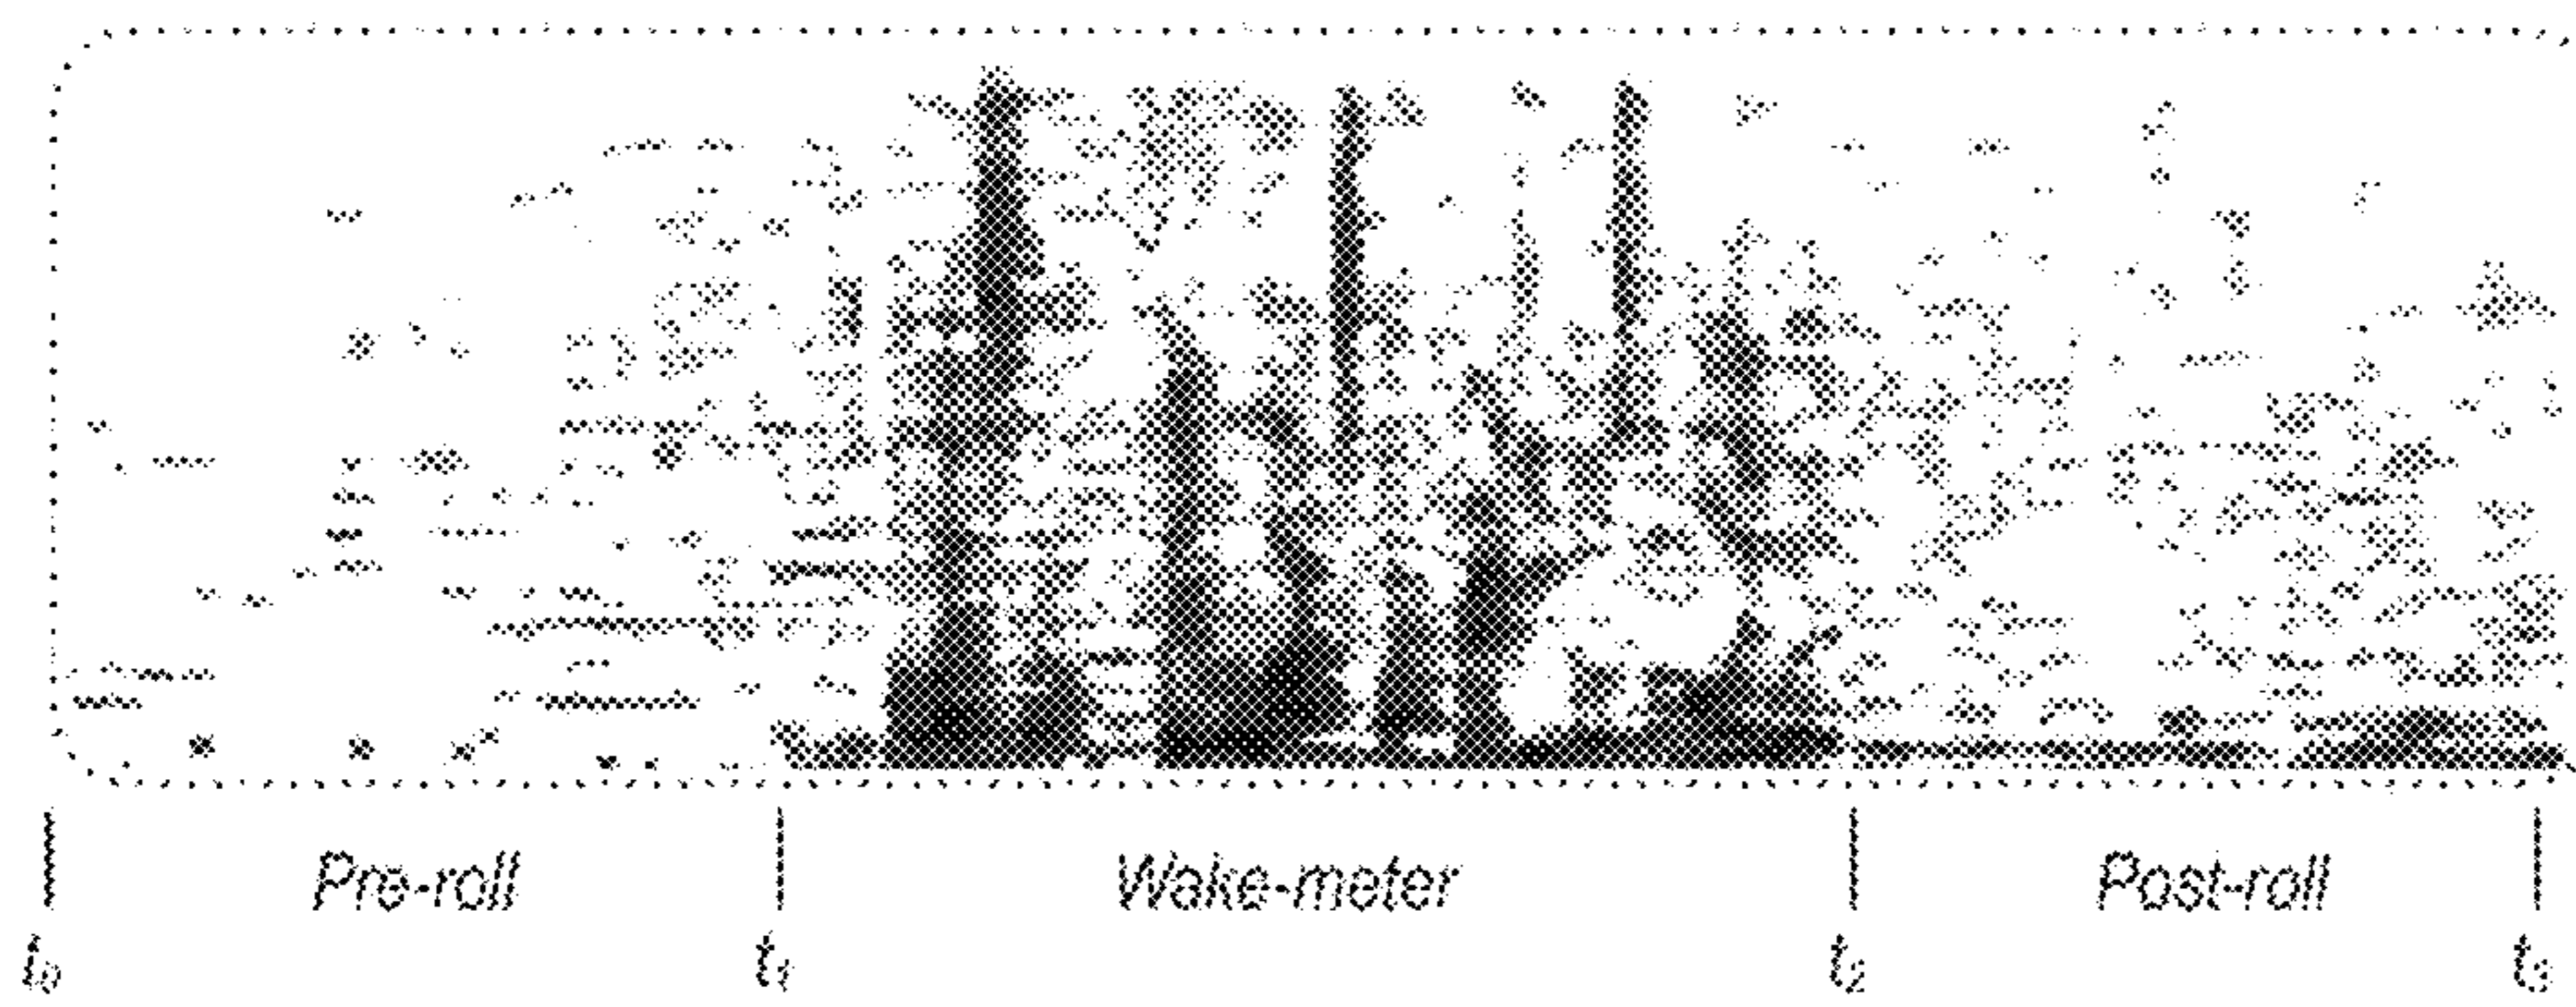 Pre-roll Wake-meter Post-roll
t₀ t₁ t₂ t₃